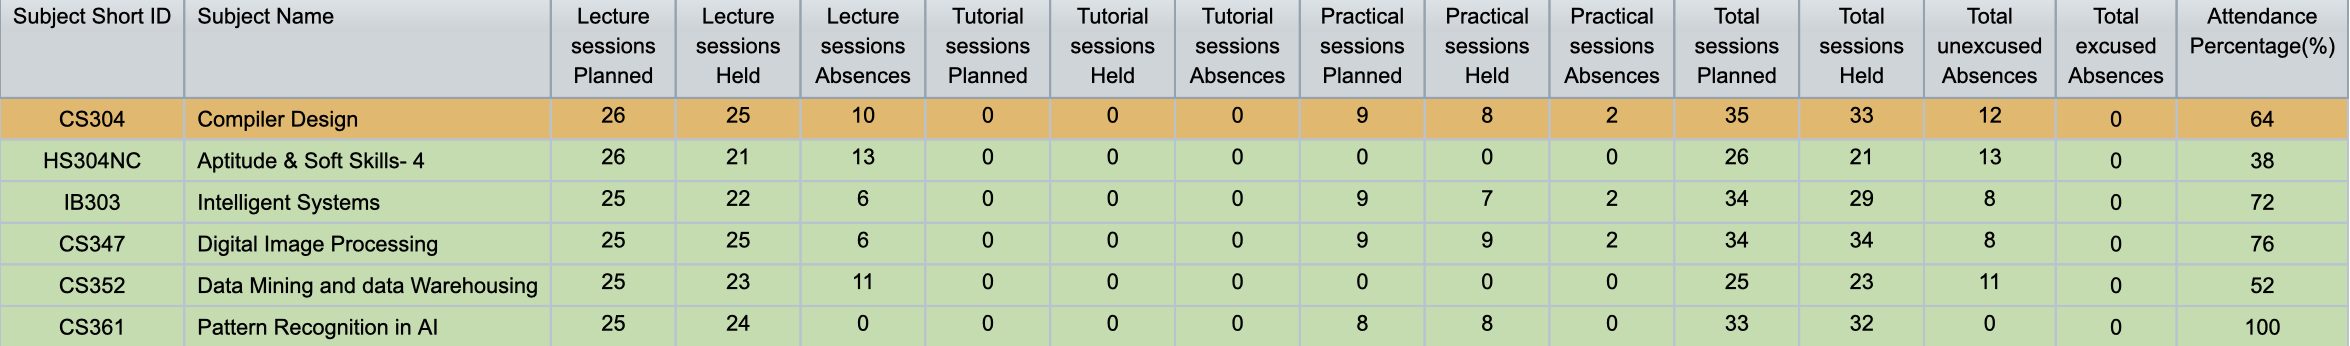 Subject Short ID Subject Name Lecture sessions Planned Lecture sessions Held Lecture sessions Absences Tutorial sessions Planned Tutorial sessions Held Tutorial sessions Absences Practical sessions Planned Practical sessions Held Practical sessions Absences Total sessions Planned Total sessions Held Total unexcused Absences Total excused Absences Attendance Percentage(%)
CS304 Compiler Design 26 25 10 0 0 0 9 8 2 35 33 12 0 64
HS304NC Aptitude & Soft Skills- 4 26 21 13 0 0 0 0 0 0 26 21 13 0 38
IB303 Intelligent Systems 25 22 6 0 0 0 9 7 2 34 29 8 0 72
CS347 Digital Image Processing 25 25 6 0 0 0 9 9 2 34 34 8 0 76
CS352 Data Mining and data Warehousing 25 23 11 0 0 0 0 0 0 25 23 11 0 52
CS361 Pattern Recognition in AI 25 24 0 0 0 0 8 8 0 33 32 0 0 100